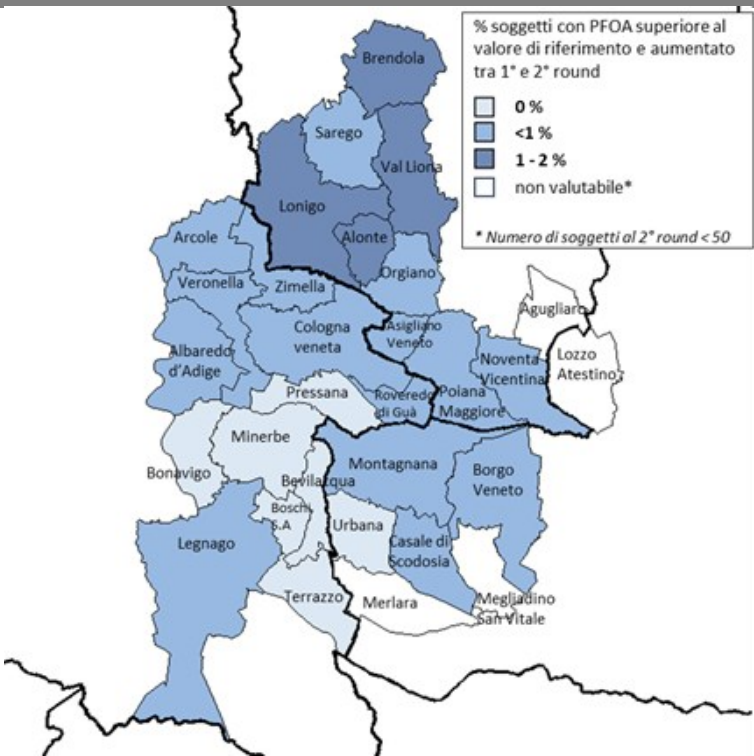 % soggetti con PFOA superiore al
valore di riferimento e aumentato
tra 1° e 2° round
0 %
<1 %
1 - 2 %
non valutabile*
* Numero di soggetti al 2° round < 50
Brendola
Sarego
Val Liona
Lonigo
Alonte
Arcole
Orgiano
Veronella
Zimella
Agugliaro
Cologna
veneta
Asigliano
Veneto
Albaredo
d'Adige
Noventa
Vicentina
Lozzo
Atestino
Pressana
Roveredo
di Guà
Poiana
Maggiore
Minerbe
Bonavigo
Bevilacqua
Montagnana
Borgo
Veneto
Boschi
S.A
Urbana
Legnago
Casale di
Scodosia
Terrazzo
Merlara
Megliadino
San Vitale